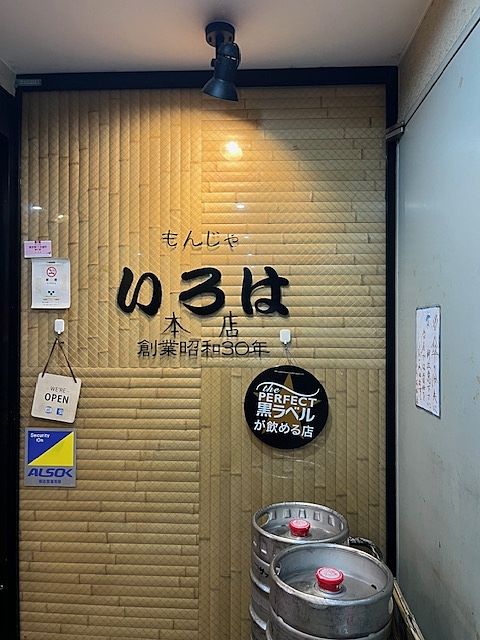 もんじゃ
いろは
本店
創業昭和30年
WE'RE
OPEN
Security
On
ALSOK
the
PERFECT
黒ラベル
が飲める店